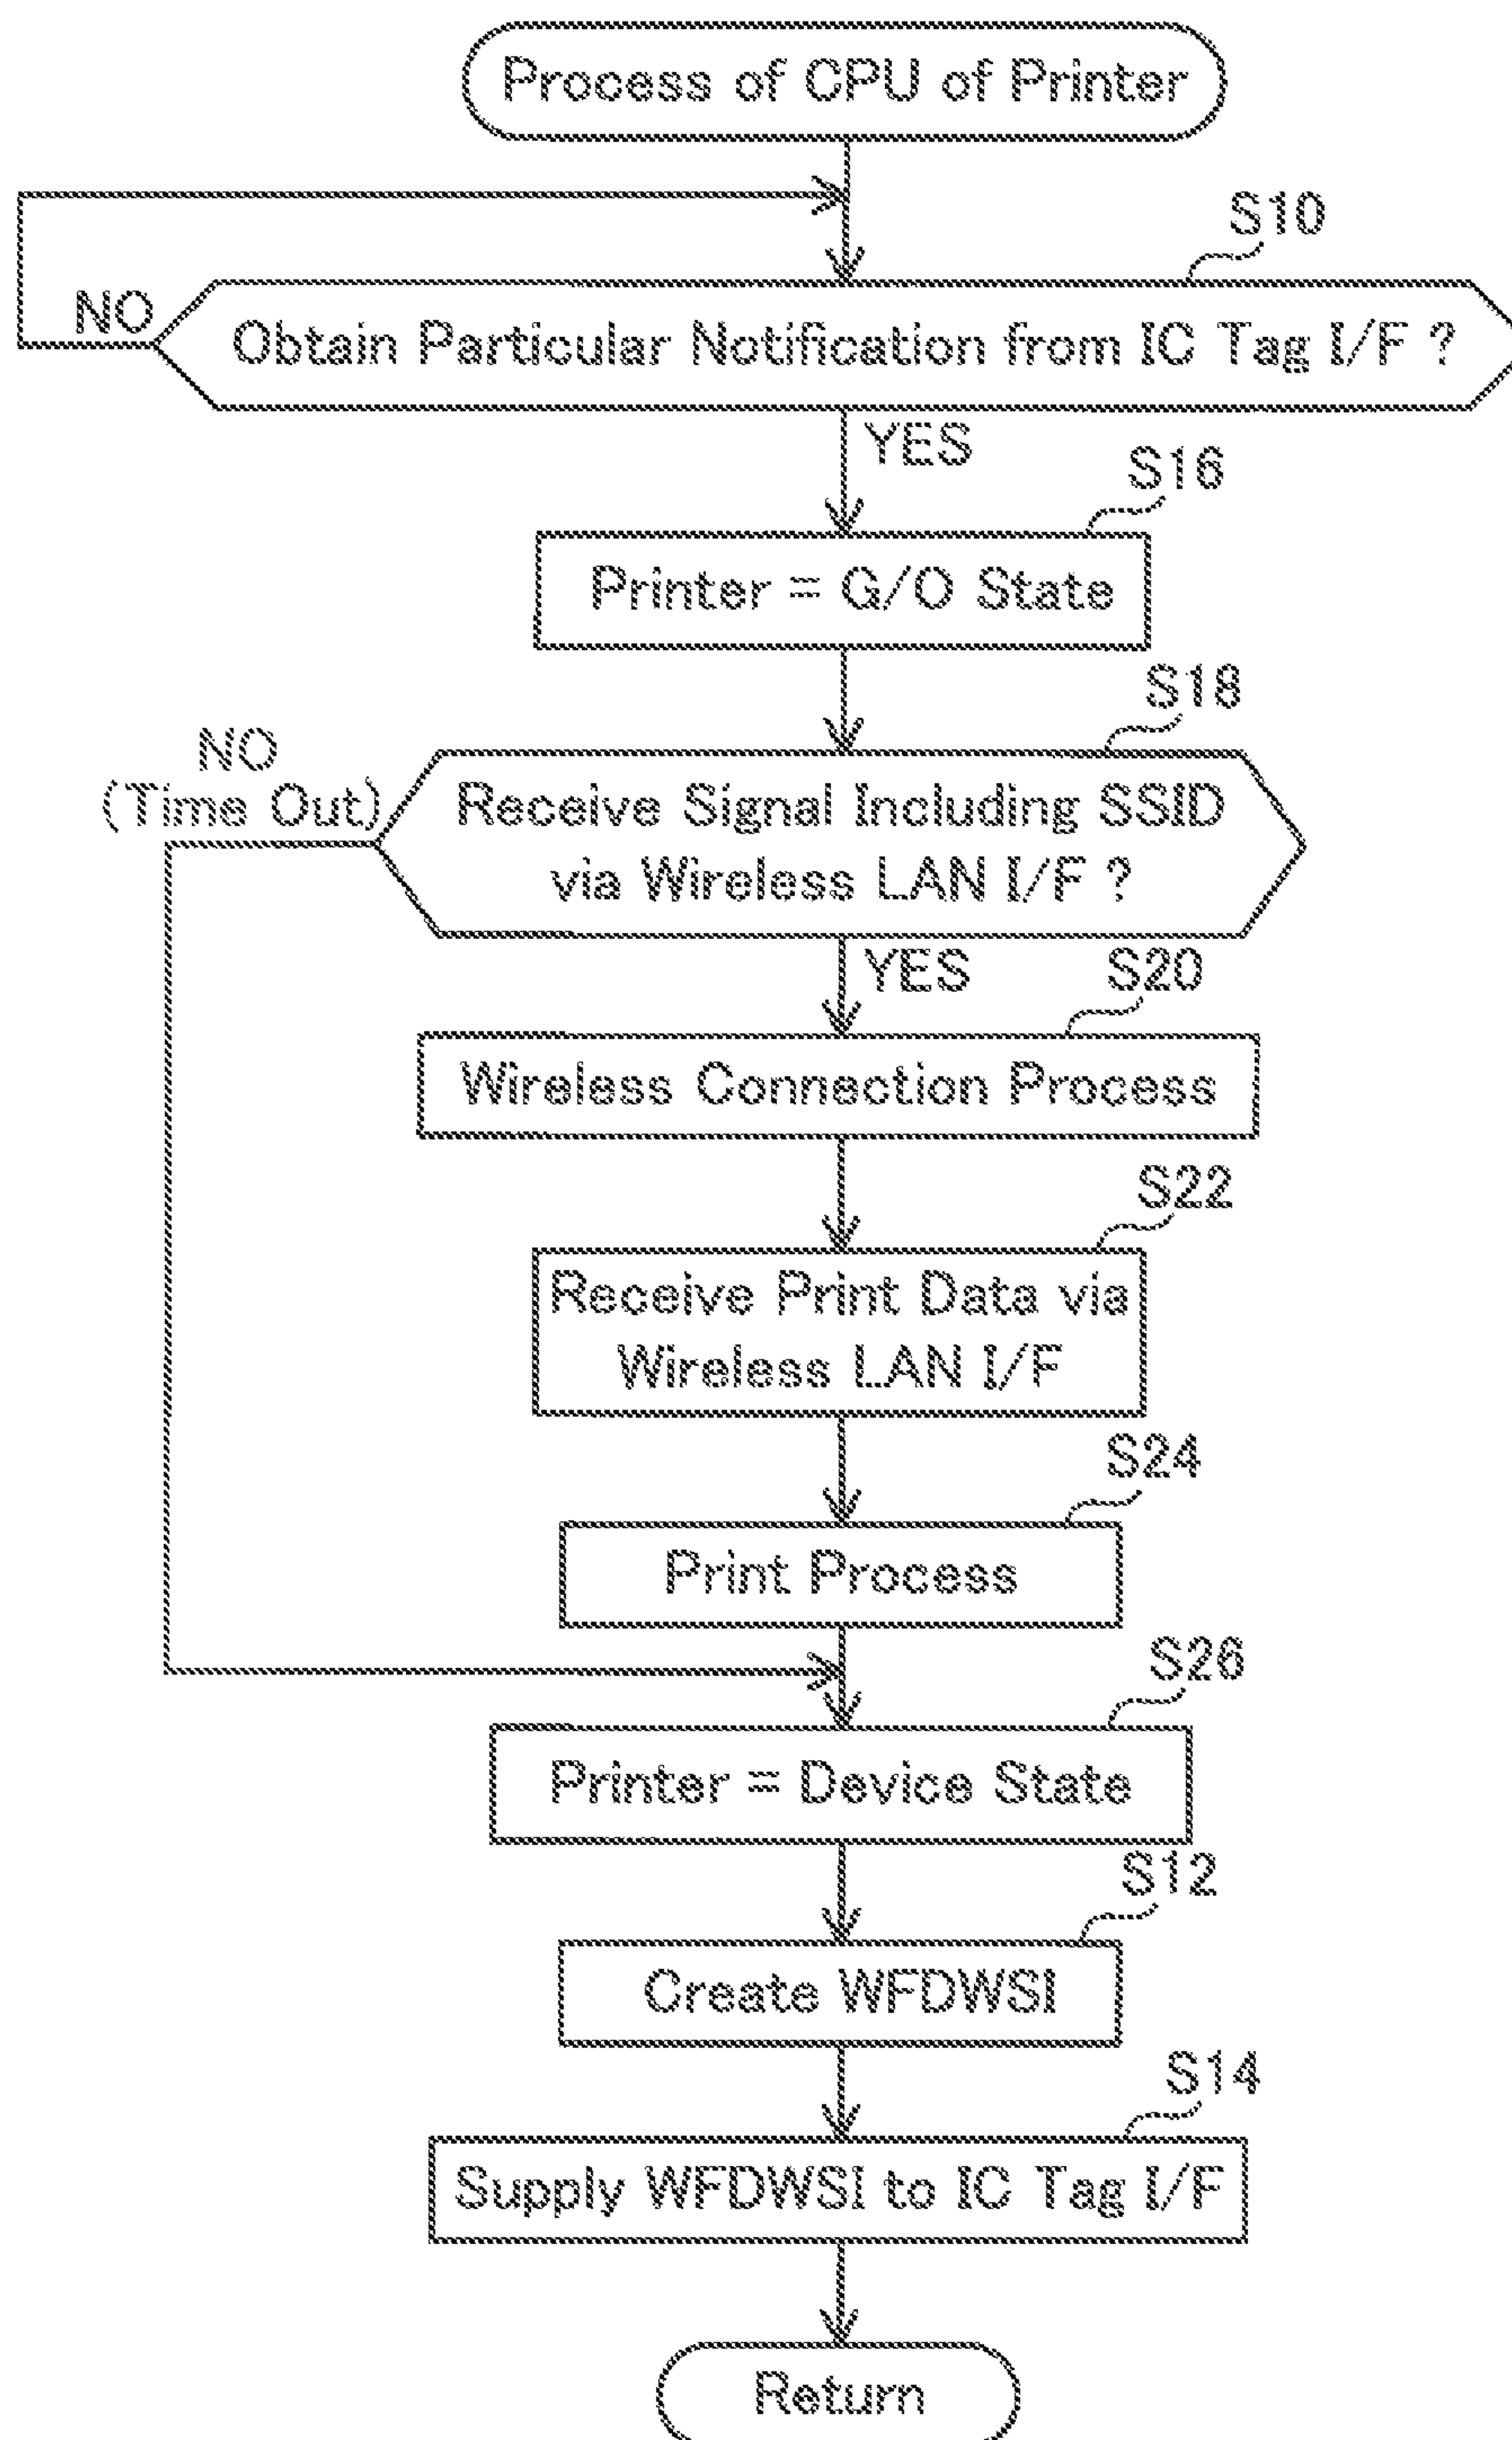 Process of CPU of Printer
S10
NO
Obtain Particular Notification from IC Tag I/F ?
YES
S16
Printer = G/O State
S18
NO
(Time Out)
Receive Signal Including SSID
via Wireless LAN I/F ?
YES
S20
Wireless Connection Process
S22
Receive Print Data via
Wireless LAN I/F
S24
Print Process
S26
Printer = Device State
S12
Create WFDWSI
S14
Supply WFDWSI to IC Tag I/F
Return